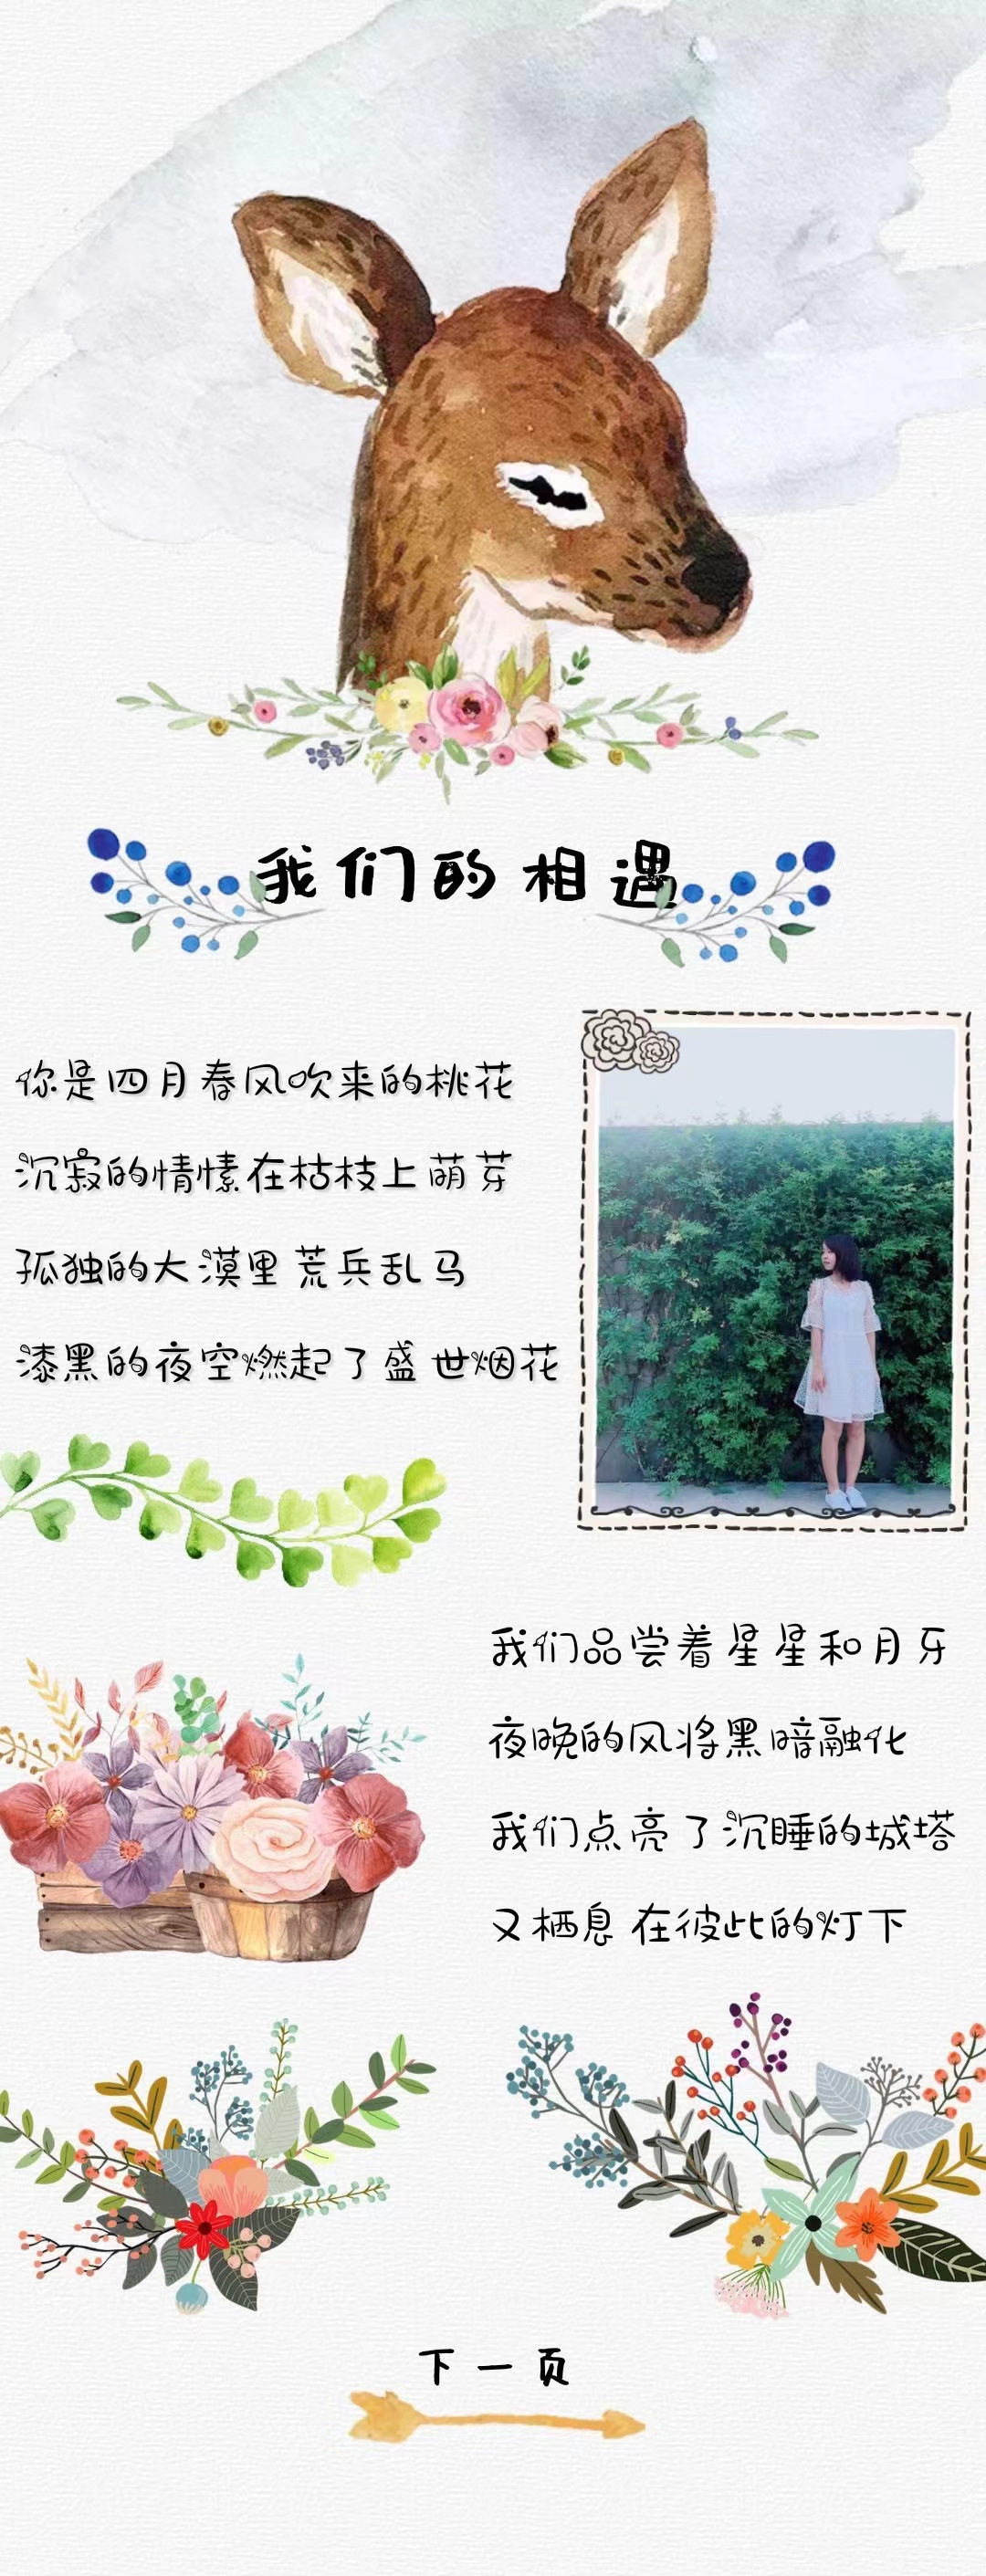 我们的相遇
你是四月春风吹来的桃花
沉寂的情愫在枯枝上萌芽
孤独的大漠里荒兵乱马
漆黑的夜空燃起了盛世烟花
我们品尝着星星和月牙
夜晚的风将黑暗融化
我们点亮了沉睡的城塔
又栖息在彼此的灯下
下一页